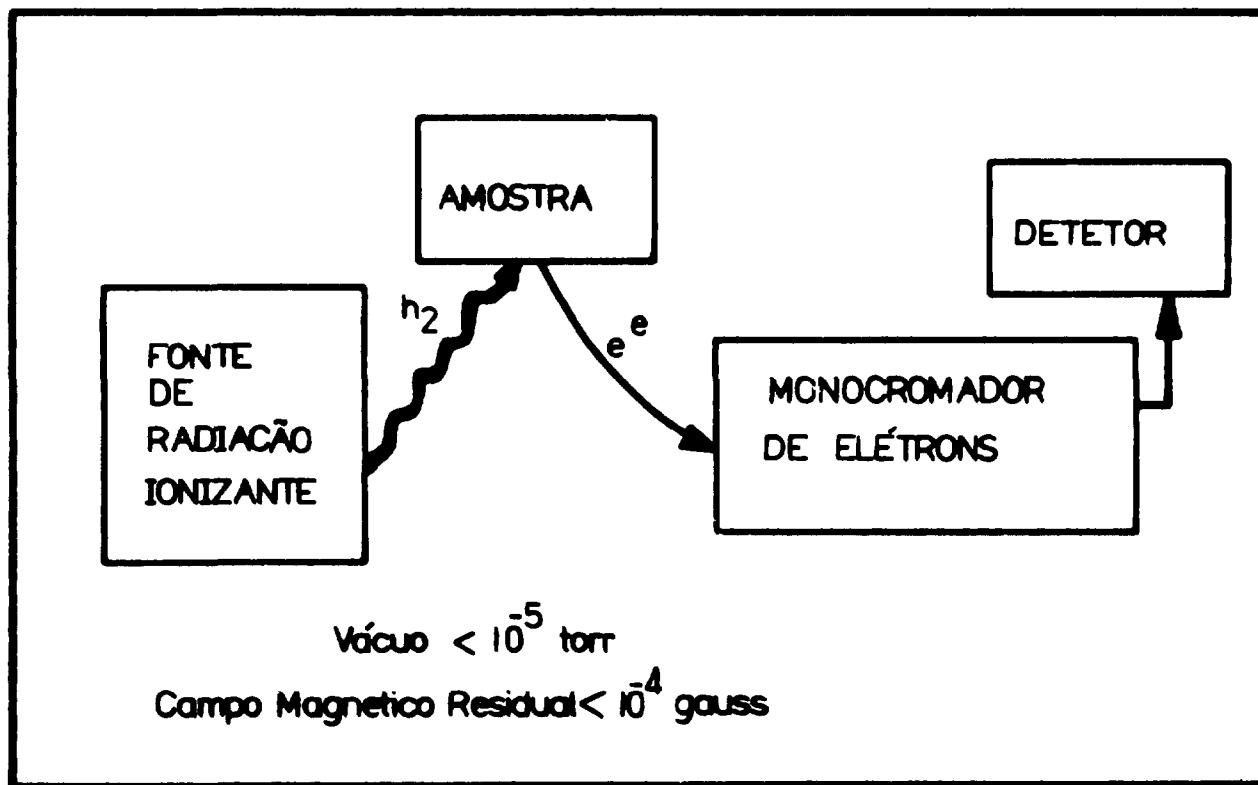 AMOSTRA
DETETOR
h₂
e^e
FONTE
DE
RADIAÇÃO
IONIZANTE
MONOCROMADOR
DE ELÉTRONS
Vácuo < 10⁻⁵ torr
Campo Magnetico Residual < 10⁻⁴ gauss